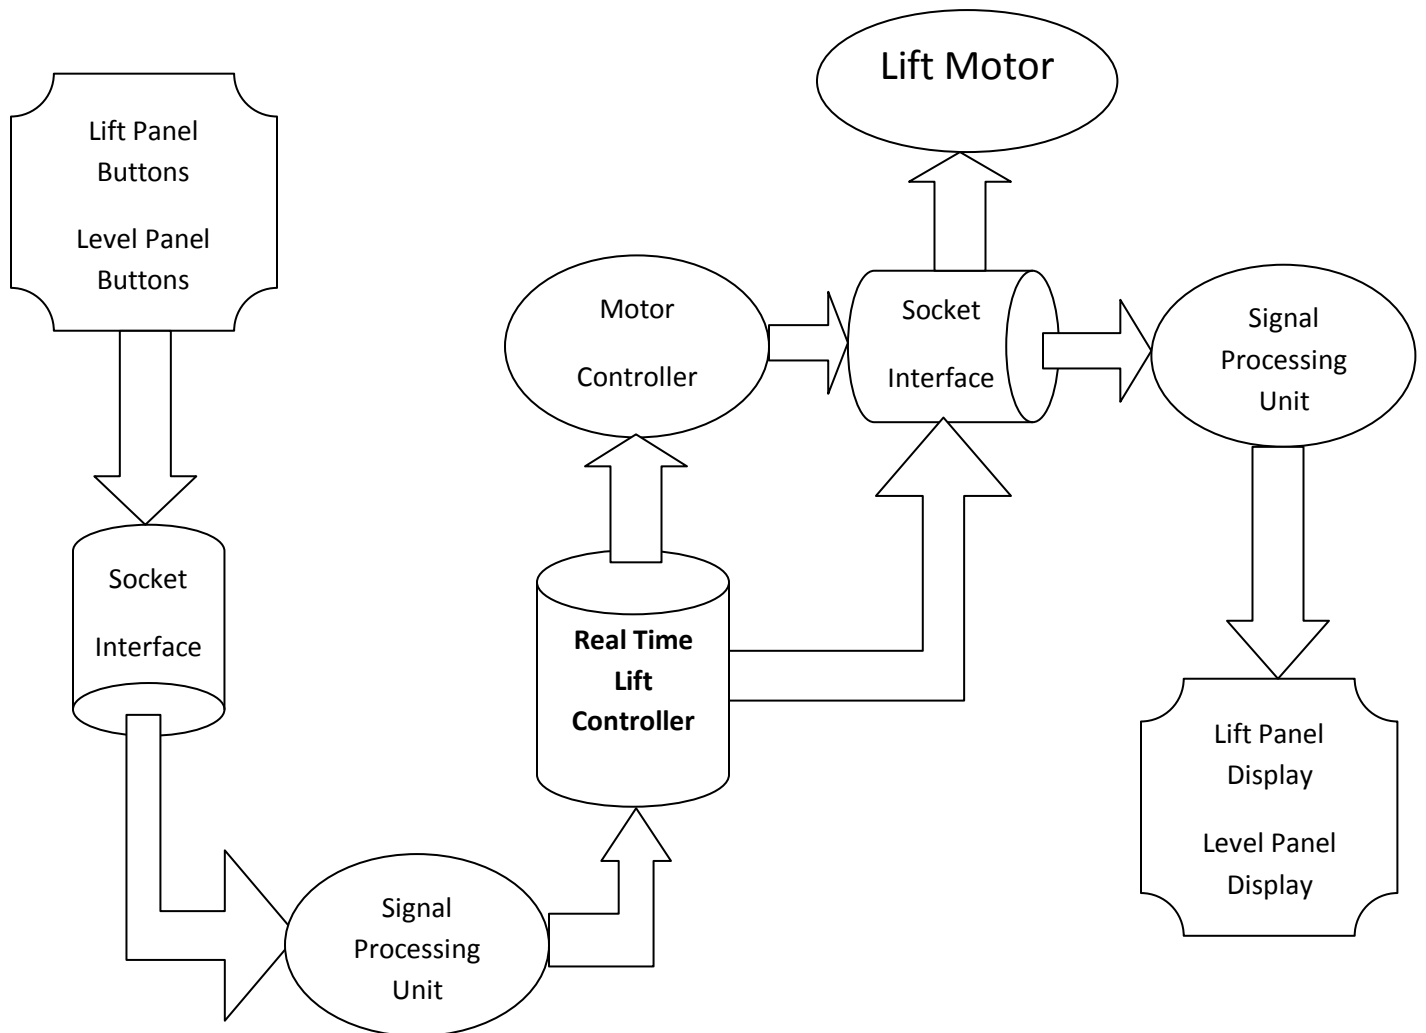 Lift Motor
Lift Panel
Buttons
Level Panel
Buttons
Motor
Controller
Socket
Interface
Signal
Processing
Unit
Socket
Interface
Real Time
Lift
Controller
Lift Panel
Display
Level Panel
Display
Signal
Processing
Unit